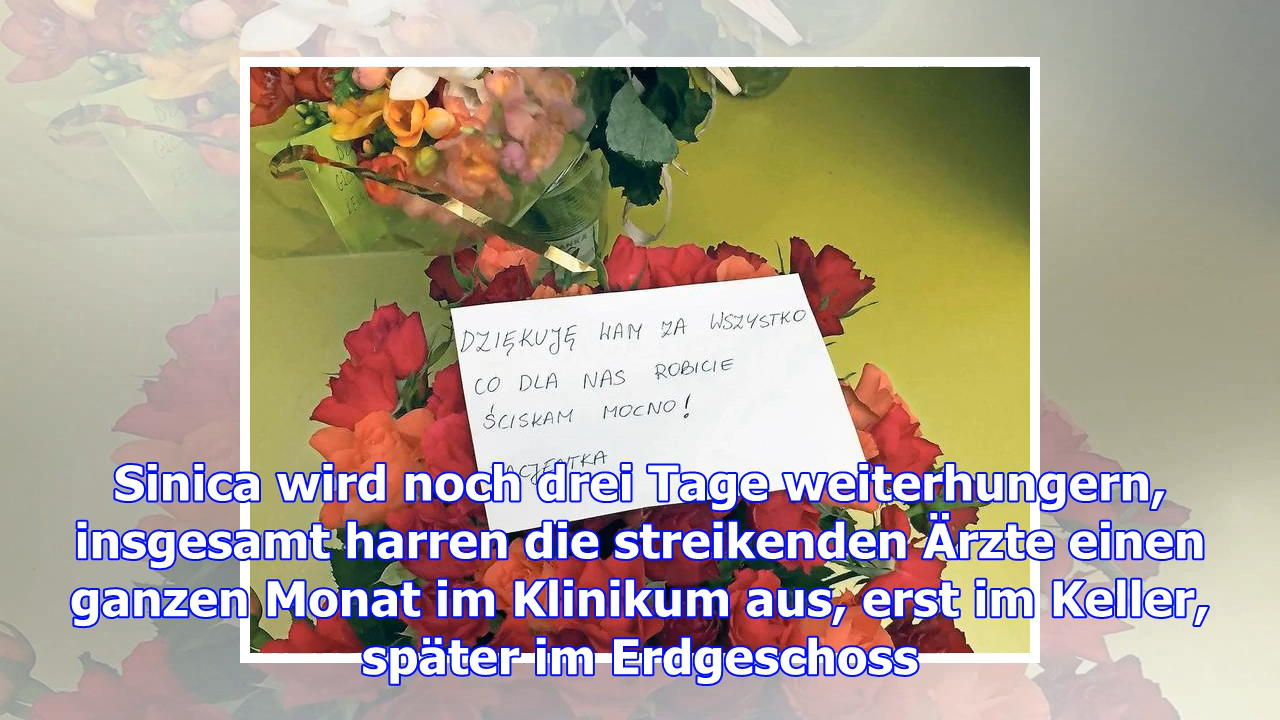 DZIĘKUJĘ WAM ZA WSZYSTKO
CO DLA NAS ROBICIE
ŚCISKAM MOCNO!
Sinica wird noch drei Tage weiterhungern,
insgesamt harren die streikenden Ärzte einen
ganzen Monat im Klinikum aus, erst im Keller,
später im Erdgeschoss